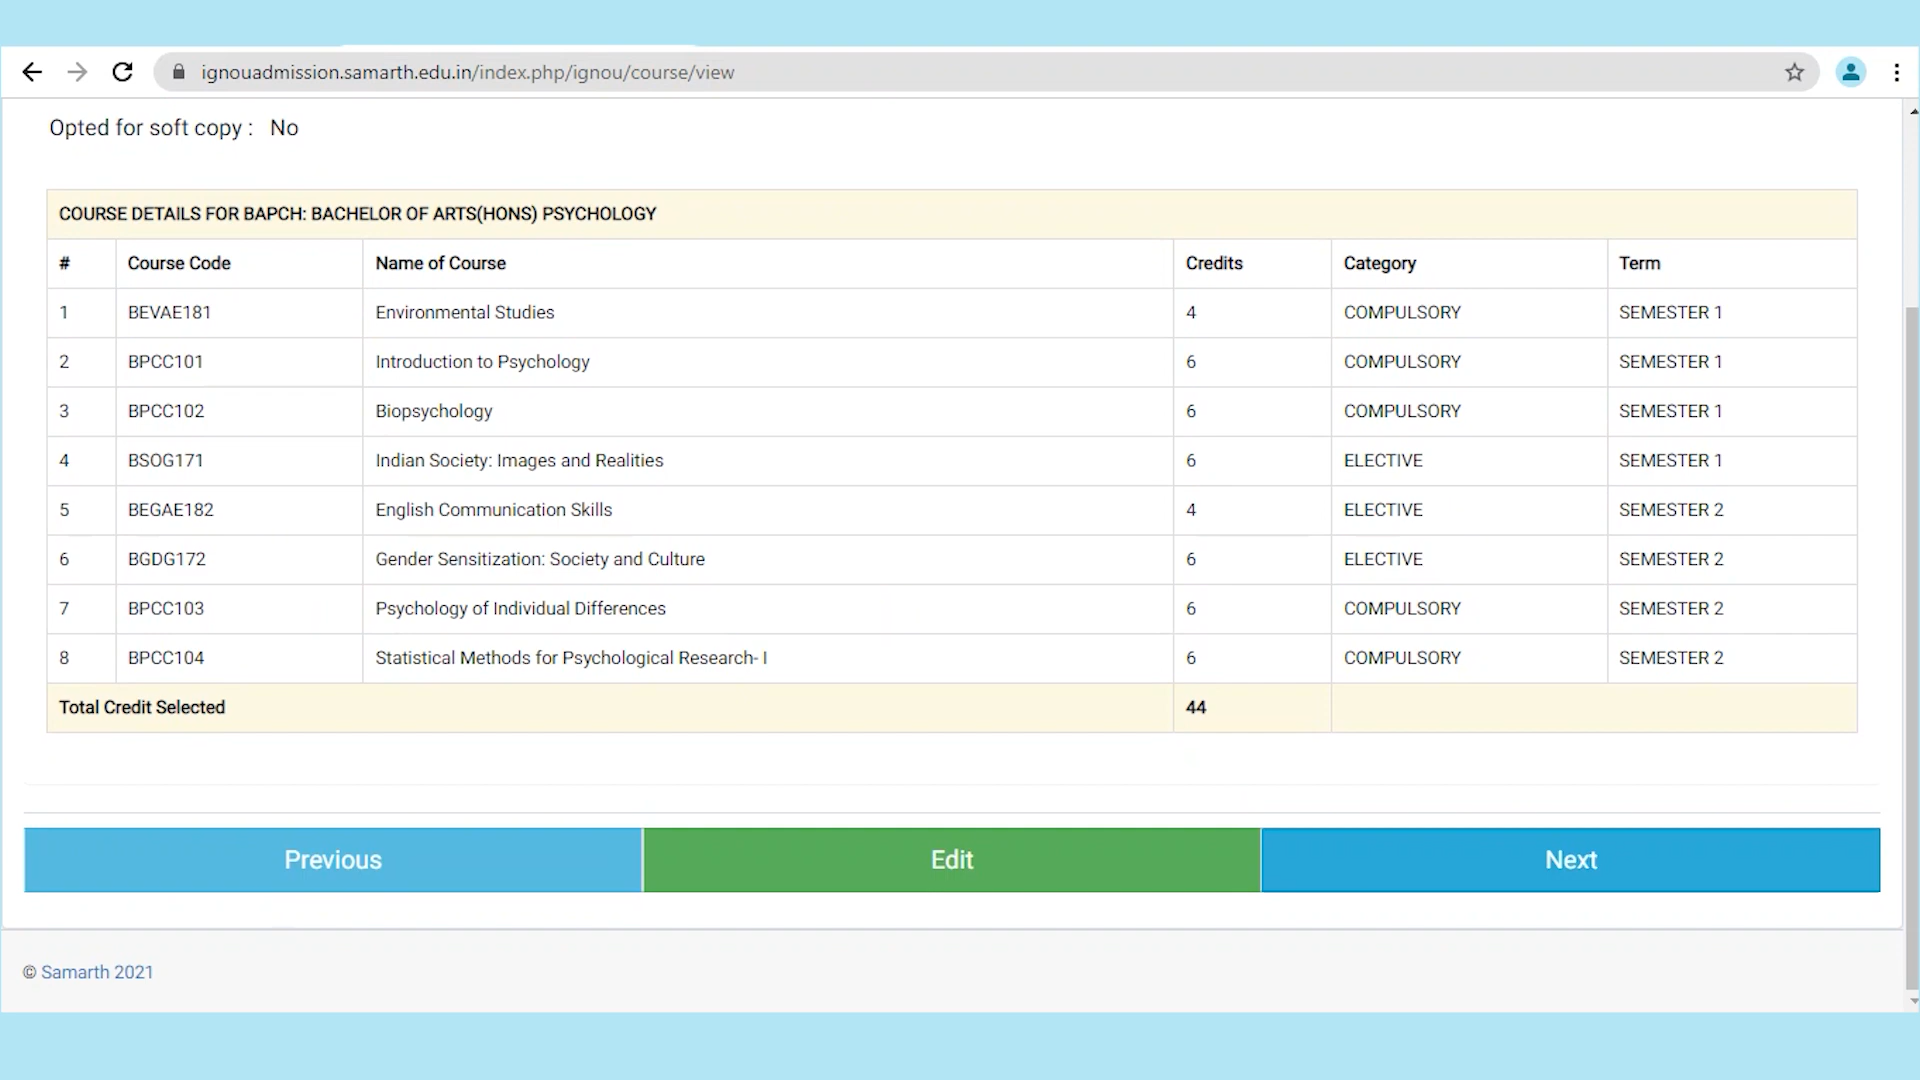 ignouadmission.samarth.edu.in/index.php/ignou/course/view
Opted for soft copy : No
COURSE DETAILS FOR BAPCH: BACHELOR OF ARTS(HONS) PSYCHOLOGY
# Course Code Name of Course Credits Category Term
1 BEVAE181 Environmental Studies 4 COMPULSORY SEMESTER 1
2 BPCC101 Introduction to Psychology 6 COMPULSORY SEMESTER 1
3 BPCC102 Biopsychology 6 COMPULSORY SEMESTER 1
4 BSOG171 Indian Society: Images and Realities 6 ELECTIVE SEMESTER 1
5 BEGAE182 English Communication Skills 4 ELECTIVE SEMESTER 2
6 BGDG172 Gender Sensitization: Society and Culture 6 ELECTIVE SEMESTER 2
7 BPCC103 Psychology of Individual Differences 6 COMPULSORY SEMESTER 2
8 BPCC104 Statistical Methods for Psychological Research- I 6 COMPULSORY SEMESTER 2
Total Credit Selected 44
Previous Edit Next
© Samarth 2021